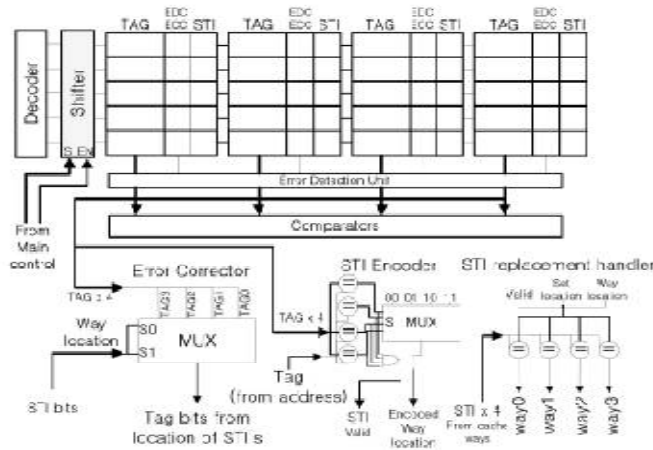 EDC EDC EDC EDC
TAG ECC STI TAG ECC STI TAG ECC STI TAG ECC STI
Decoder
Shifter
S EN
Error Detection Unit
Comparators
From
Main
control
Error Corrector
TAG x 4
TAG3 TAG2 TAG1 TAG0
Way
location
S0
S1
MUX
STI bits
Tag bits from
location of STI s
STI Encoder
00 01 10 11
TAG x 4
S MUX
Tag
(from address)
STI
Valid
Encoded
Way
location
STI replacement handler
Valid
Set
location
Way
location
STI x 4
From cache
ways
way0
way1
way2
way3